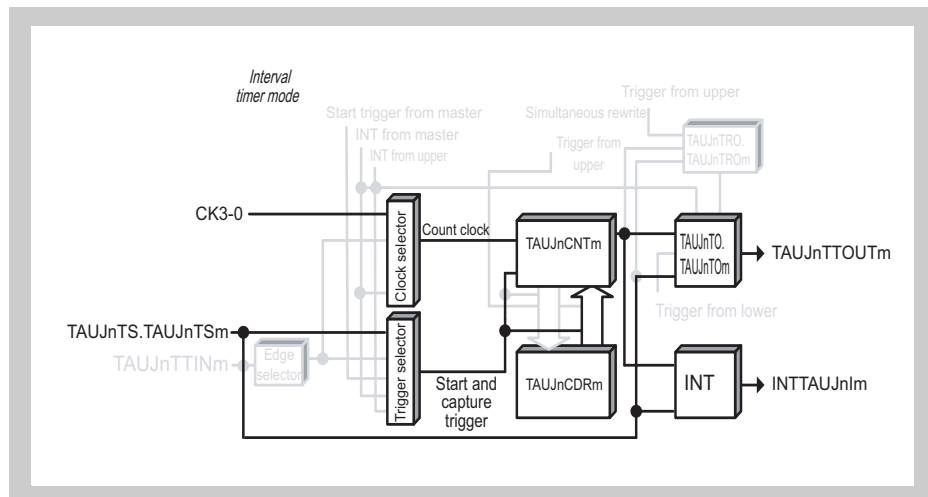 Interval
timer mode
Trigger from upper
Start trigger from master
Simultaneous rewrite
INT from master
INT from upper
Trigger from
upper
TAUJnTRO.
TAUJnTROm
CK3-0
Clock selector
Count clock
TAUJnCNTm
TAUJnTO.
TAUJnTOm
TAUJnTTOUTm
Trigger from lower
TAUJnTS.TAUJnTSm
TAUJnTTINm
Edge
selector
Trigger selector
Start and
capture
trigger
TAUJnCDRm
INT
INTTAUJnIm